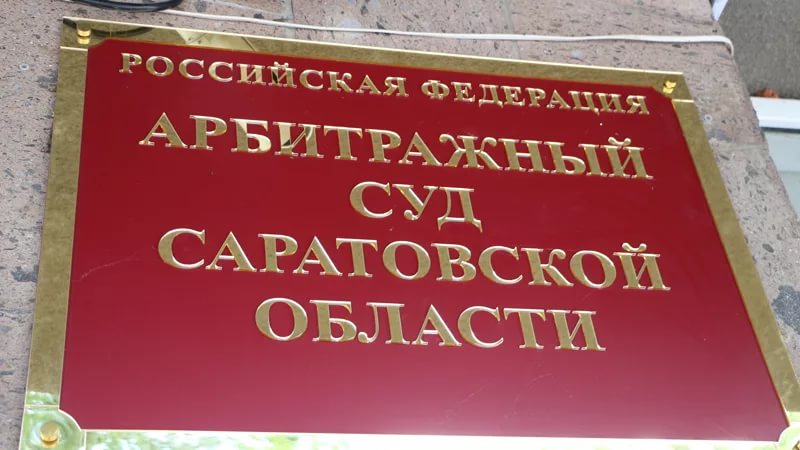 РОССИЙСКАЯ ФЕДЕРАЦИЯ
АРБИТРАЖНЫЙ
СУД
САРАТОВСКОЙ
ОБЛАСТИ